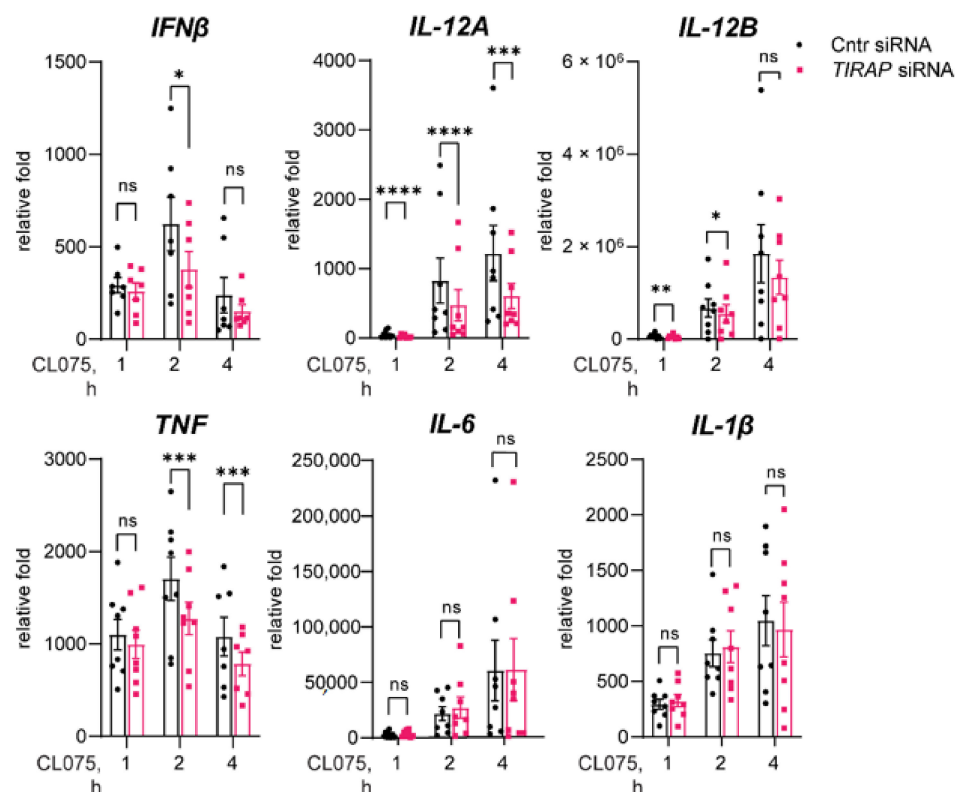 IFNβ
IL-12A
IL-12B
Cntr siRNA
TIRAP siRNA
relative fold
1500
1000
500
0
ns
*
ns
CL075, h
1
2
4
relative fold
4000
3000
2000
1000
0
****
****
***
CL075, h
1
2
4
relative fold
6 × 10⁶
4 × 10⁶
2 × 10⁶
0
**
*
ns
CL075, h
1
2
4
TNF
IL-6
IL-1β
relative fold
3000
2000
1000
0
ns
***
***
CL075, h
1
2
4
relative fold
250,000
200,000
150,000
100,000
50000
0
ns
ns
ns
CL075, h
1
2
4
relative fold
2500
2000
1500
1000
500
0
ns
ns
ns
CL075, h
1
2
4